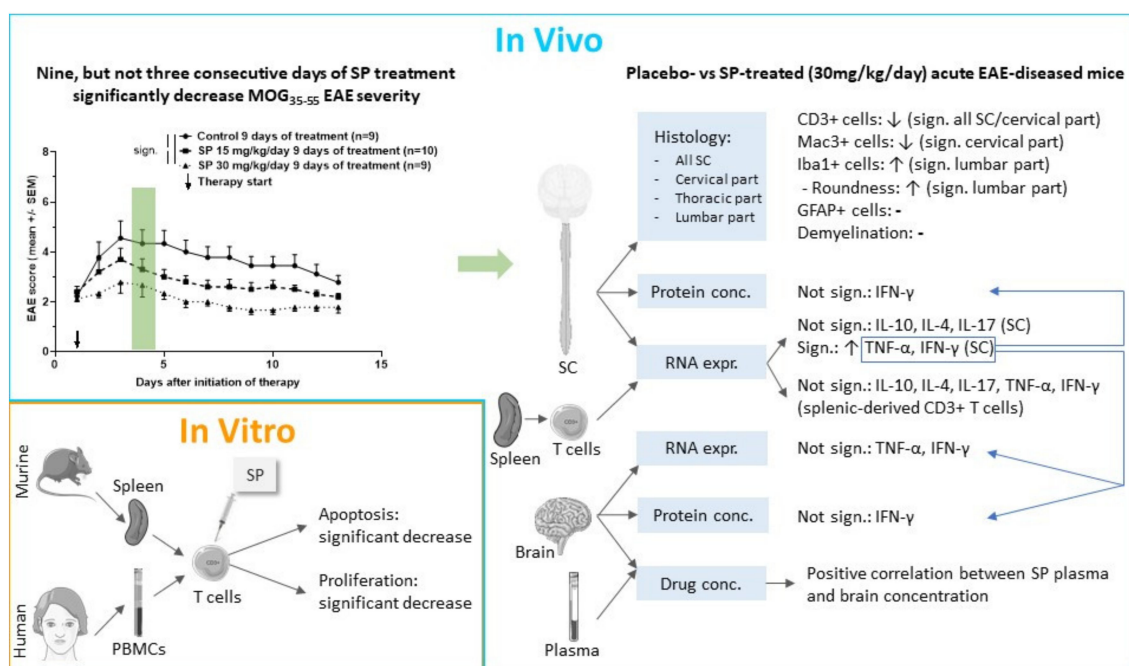 In Vivo
Nine, but not three consecutive days of SP treatment
significantly decrease MOG35-55 EAE severity
sign.
Control 9 days of treatment (n=9)
SP 15 mg/kg/day 9 days of treatment (n=10)
SP 30 mg/kg/day 9 days of treatment (n=9)
Therapy start
EAE score (mean +/- SEM)
8
6
4
2
0
0
5
10
15
Days after initiation of therapy
Placebo- vs SP-treated (30mg/kg/day) acute EAE-diseased mice
Histology:
- All SC
- Cervical part
- Thoracic part
- Lumbar part
CD3+ cells: ↓ (sign. all SC/cervical part)
Mac3+ cells: ↓ (sign. cervical part)
Iba1+ cells: ↑ (sign. lumbar part)
- Roundness: ↑ (sign. lumbar part)
GFAP+ cells: -
Demyelination: -
Protein conc.
Not sign.: IFN-γ
SC
RNA expr.
Not sign.: IL-10, IL-4, IL-17 (SC)
Sign.: ↑ TNF-α, IFN-γ (SC)
Not sign.: IL-10, IL-4, IL-17, TNF-α, IFN-γ
(splenic-derived CD3+ T cells)
Spleen
CD3+
T cells
RNA expr.
Not sign.: TNF-α, IFN-γ
Brain
Protein conc.
Not sign.: IFN-γ
Plasma
Drug conc.
Positive correlation between SP plasma
and brain concentration
In Vitro
Murine
Spleen
SP
Human
PBMCs
CD3+
T cells
Apoptosis:
significant decrease
Proliferation:
significant decrease